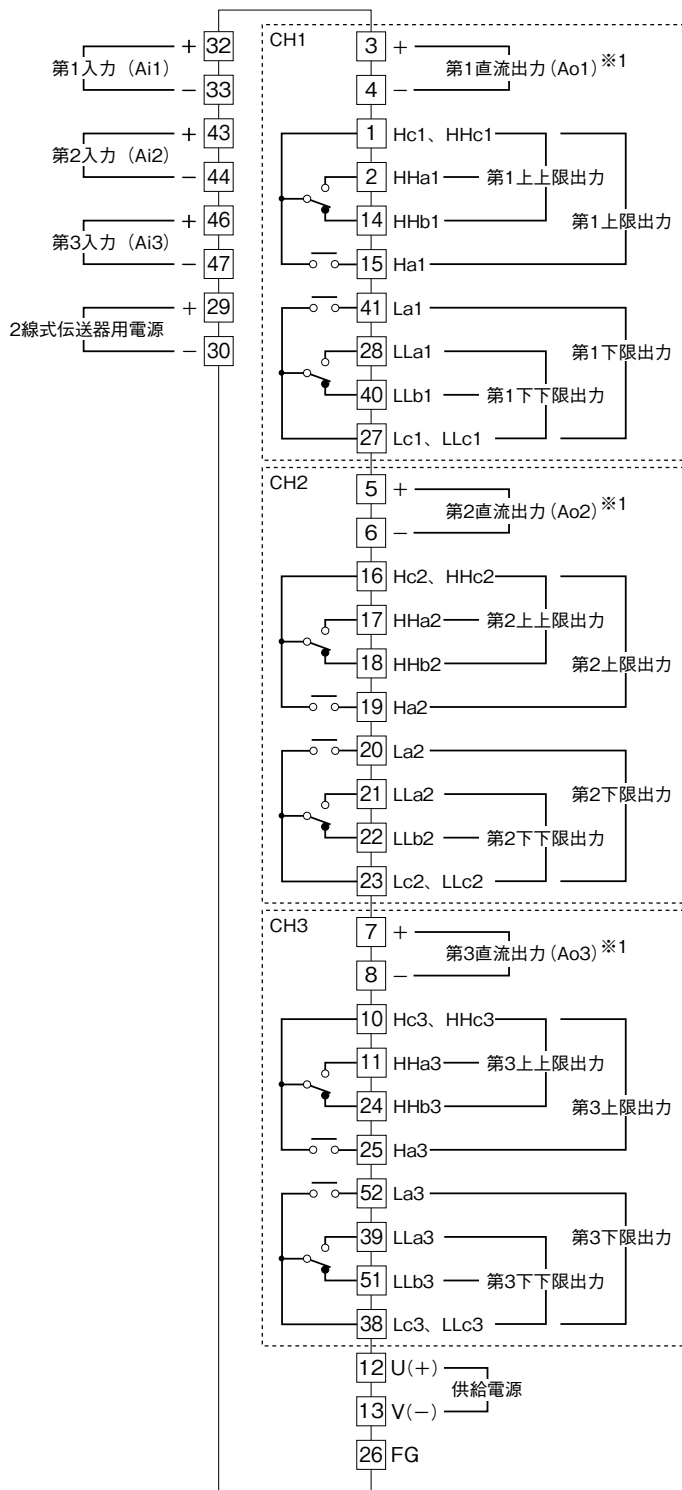 32 +
第1入力（Ai1）
33 −
43 +
第2入力（Ai2）
44 −
46 +
第3入力（Ai3）
47 −
29 +
2線式伝送器用電源
30 −
CH1
3 +
第1直流出力（Ao1）※1
4 −
1 Hc1、HHc1
2 HHa1 第1上上限出力
14 HHb1
第1上限出力
15 Ha1
41 La1
28 LLa1 第1下限出力
40 LLb1 第1下下限出力
27 Lc1、LLc1
CH2
5 +
第2直流出力（Ao2）※1
6 −
16 Hc2、HHc2
17 HHa2 第2上上限出力
18 HHb2 第2上限出力
19 Ha2
20 La2
21 LLa2 第2下限出力
22 LLb2 第2下下限出力
23 Lc2、LLc2
CH3
7 +
第3直流出力（Ao3）※1
8 −
10 Hc3、HHc3
11 HHa3 第3上上限出力
24 HHb3 第3上限出力
25 Ha3
52 La3
39 LLa3 第3下限出力
51 LLb3 第3下下限出力
38 Lc3、LLc3
12 U(+)
供給電源
13 V(−)
26 FG